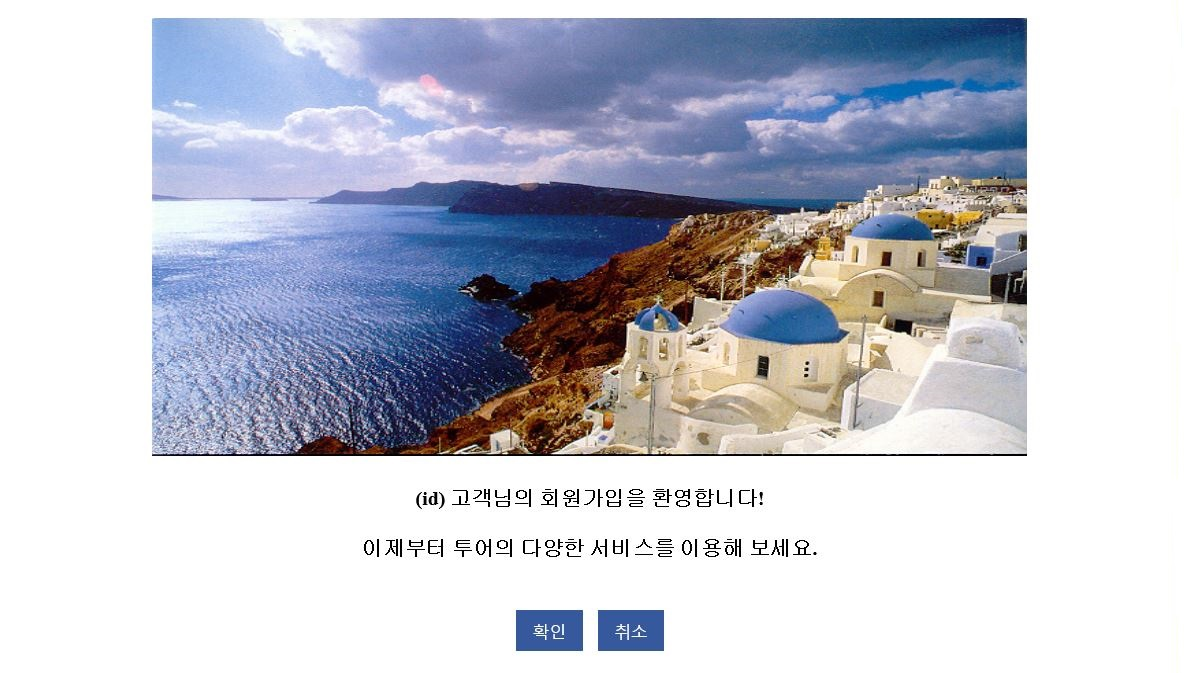 (id) 고객님의 회원가입을 환영합니다!
이제부터 투어의 다양한 서비스를 이용해 보세요.
확인 취소